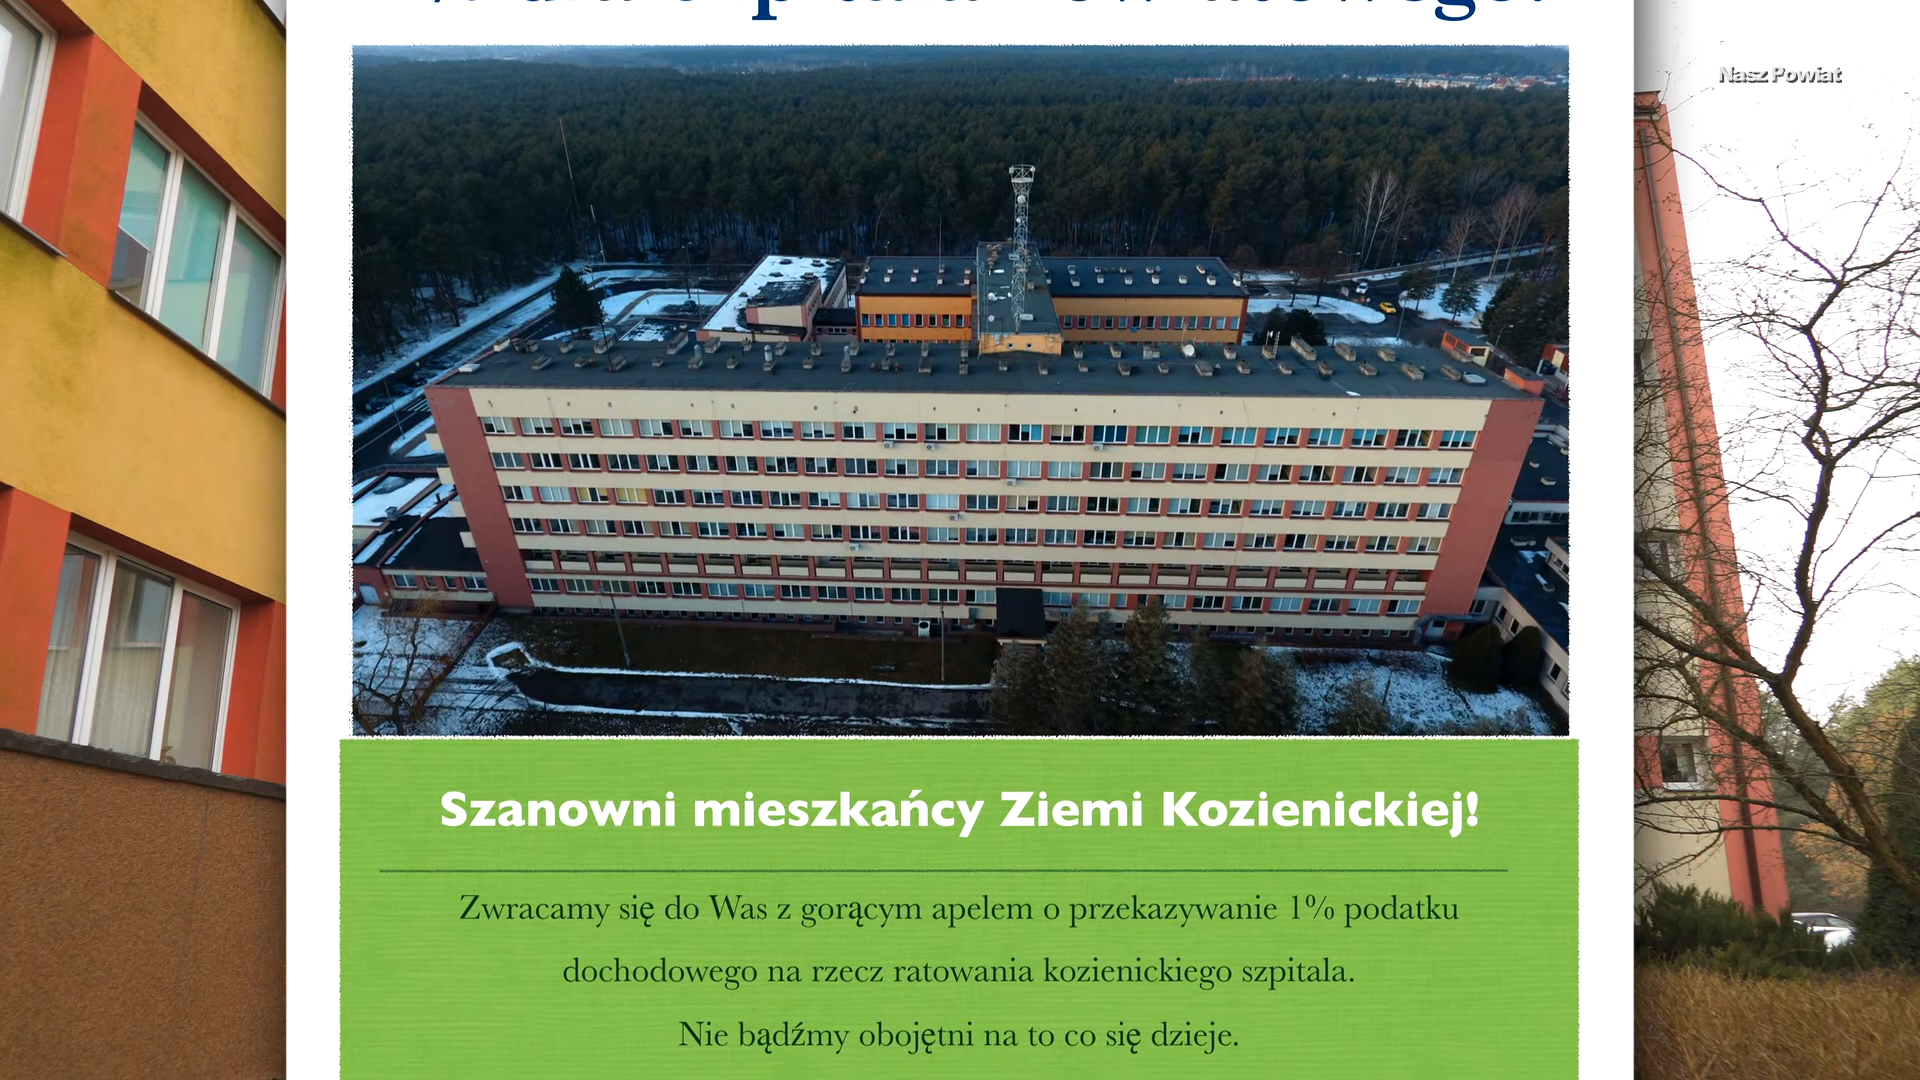 Nasz Powiat
Szanowni mieszkańcy Ziemi Kozienickiej!
Zwracamy się do Was z gorącym apelem o przekazywanie 1% podatku
dochodowego na rzecz ratowania kozienickiego szpitala.
Nie bądźmy obojętni na to co się dzieje.